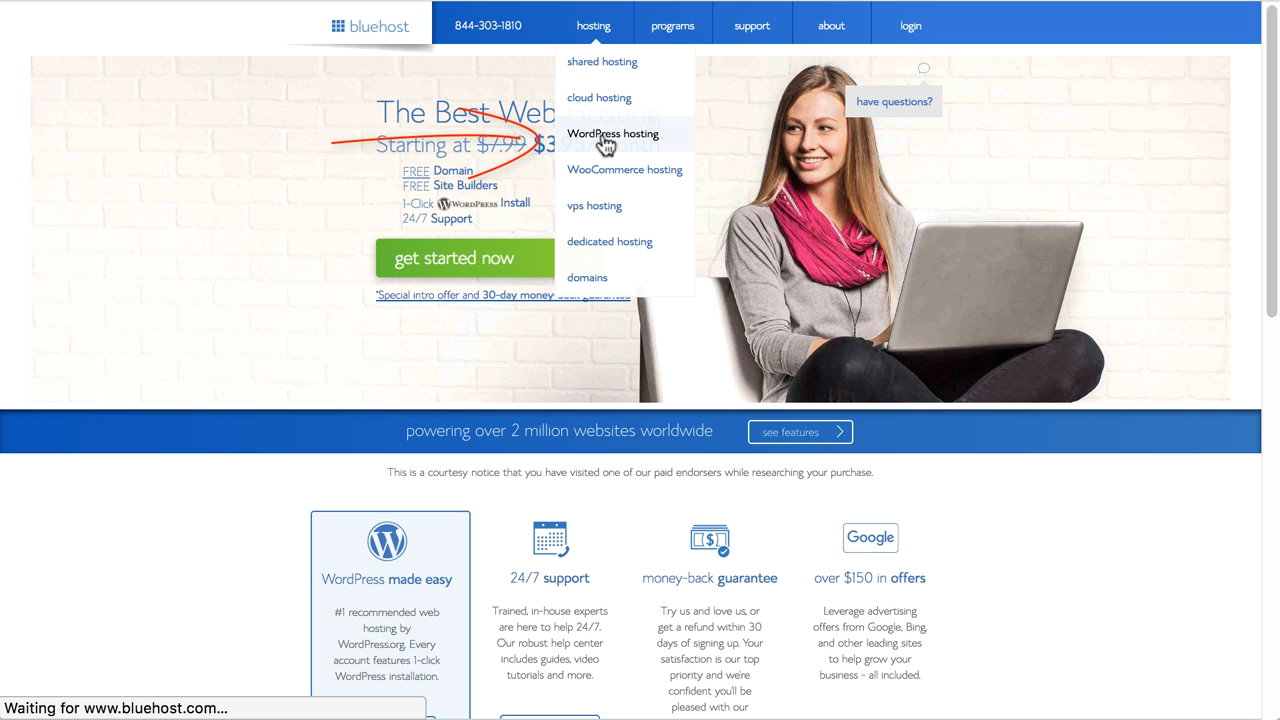 bluehost
844-303-1810
hosting
programs
support
about
login
shared hosting
cloud hosting
WordPress hosting
WooCommerce hosting
vps hosting
dedicated hosting
domains
have questions?
The Best Web Hosting
Starting at $7.99 $3
FREE Domain
FREE Site Builders
1-Click WORDPRESS Install
24/7 Support
get started now
*Special intro offer and 30-day money-back guarantee
powering over 2 million websites worldwide
see features
This is a courtesy notice that you have visited one of our paid endorsers while researching your purchase.
WordPress made easy
#1 recommended web
hosting by
WordPress.org. Every
account features 1-click
WordPress installation.
24/7 support
Trained, in-house experts
are here to help 24/7.
Our robust help center
includes guides, video
tutorials and more.
money-back guarantee
Try us and love us, or
get a refund within 30
days of signing up. Your
satisfaction is our top
priority and we're
confident you'll be
pleased with our
Google
over $150 in offers
Leverage advertising
offers from Google, Bing,
and other leading sites
to help grow your
business - all included.
Waiting for www.bluehost.com...